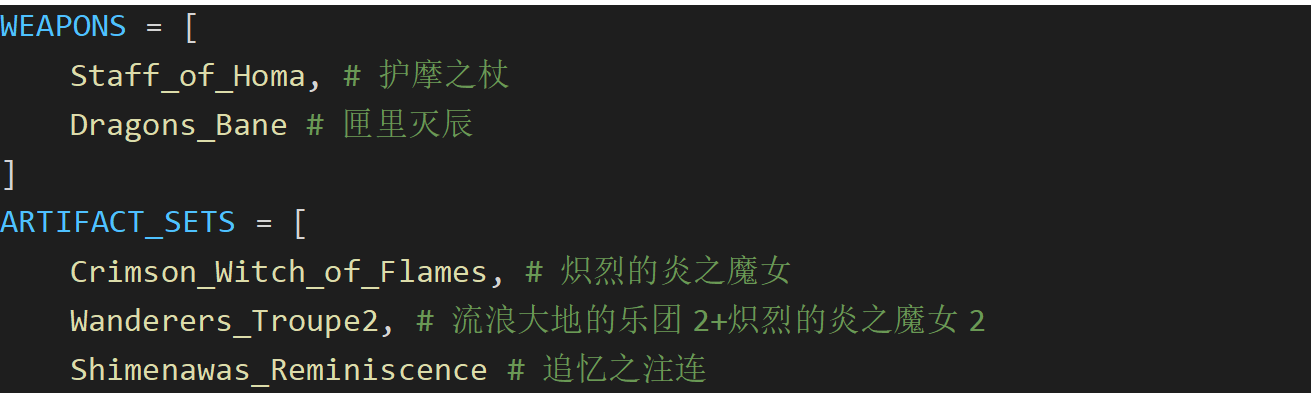 WEAPONS = [
    Staff_of_Homa, # 护摩之杖
    Dragons_Bane # 匣里灭辰
]
ARTIFACT_SETS = [
    Crimson_Witch_of_Flames, # 炽烈的炎之魔女
    Wanderers_Troupe2, # 流浪大地的乐团2+炽烈的炎之魔女2
    Shimenawas_Reminiscence # 追忆之注连